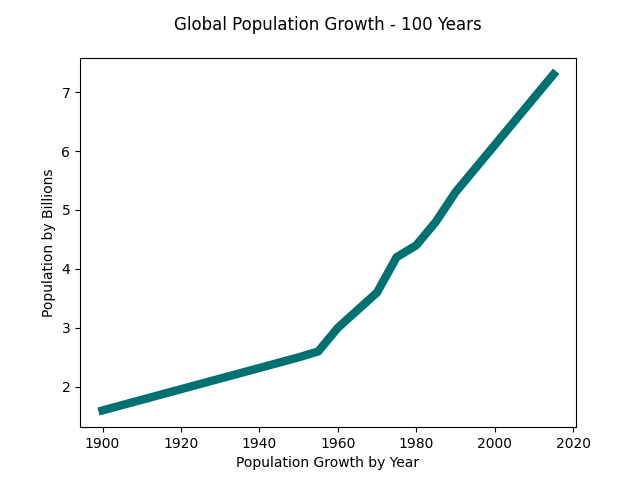 Global Population Growth - 100 Years
Population by Billions
7
6
5
4
3
2
1900 1920 1940 1960 1980 2000 2020
Population Growth by Year